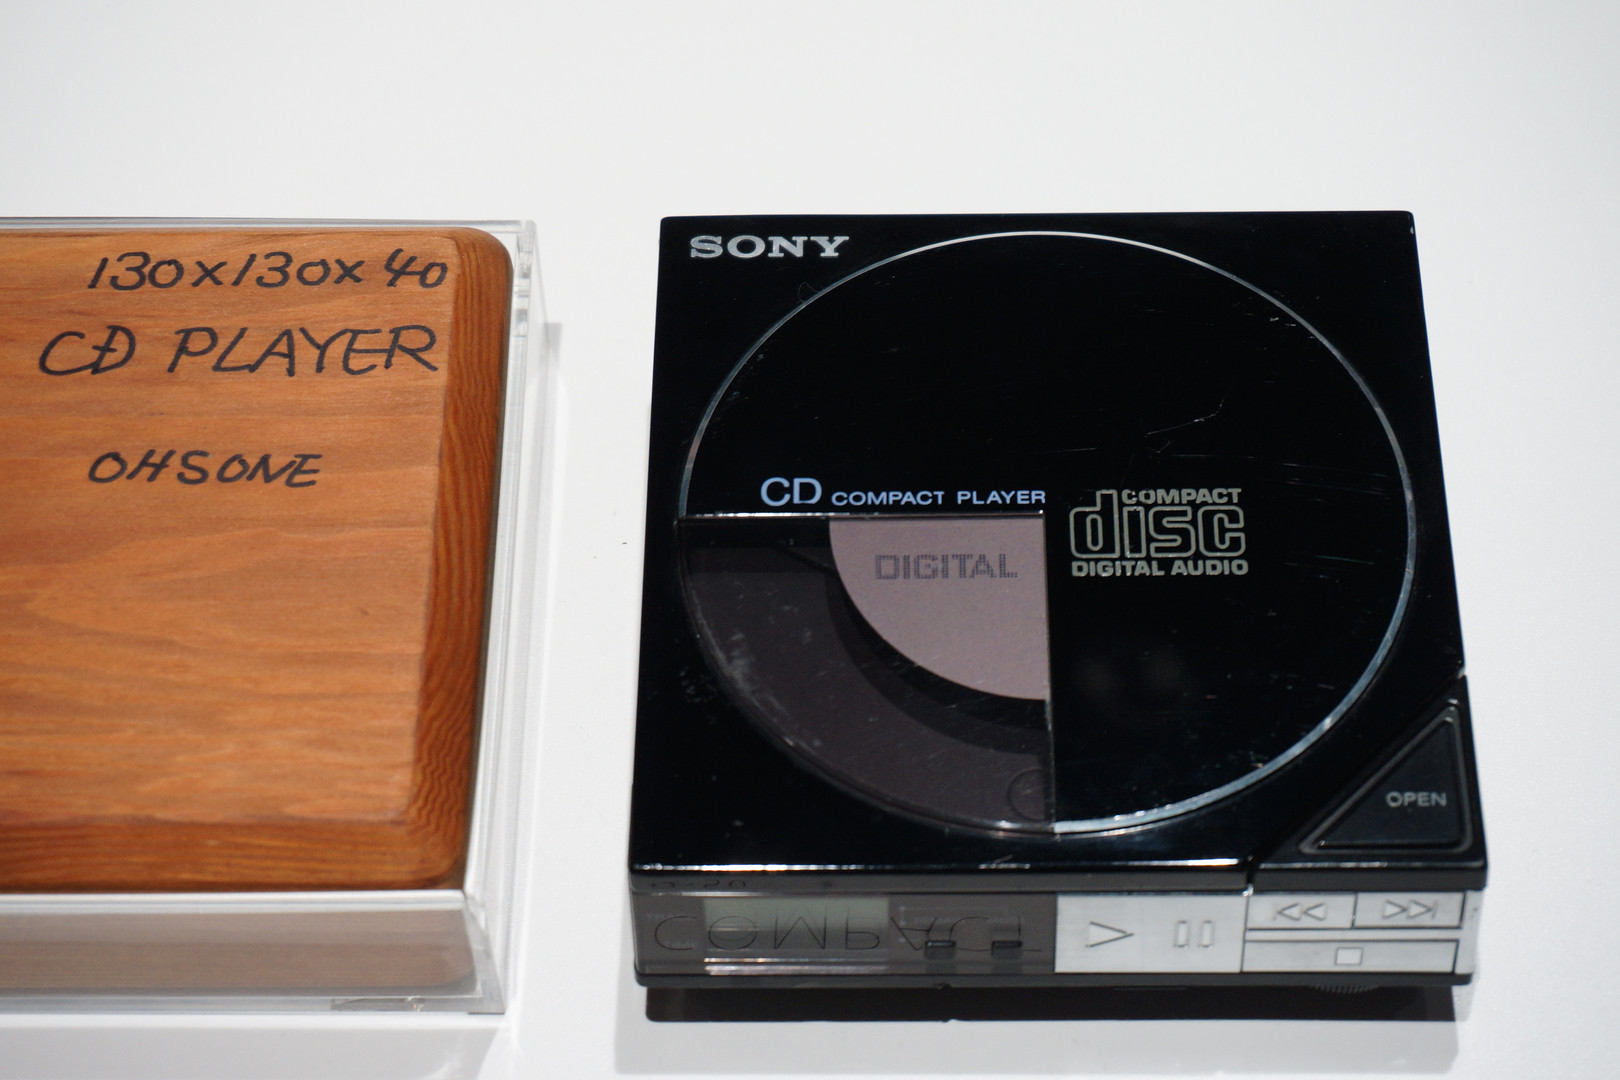 130x130x40
CD PLAYER
OHSONE
SONY
CD COMPACT PLAYER
COMPACT
disc
DIGITAL AUDIO
DIGITAL
OPEN
COMPACT